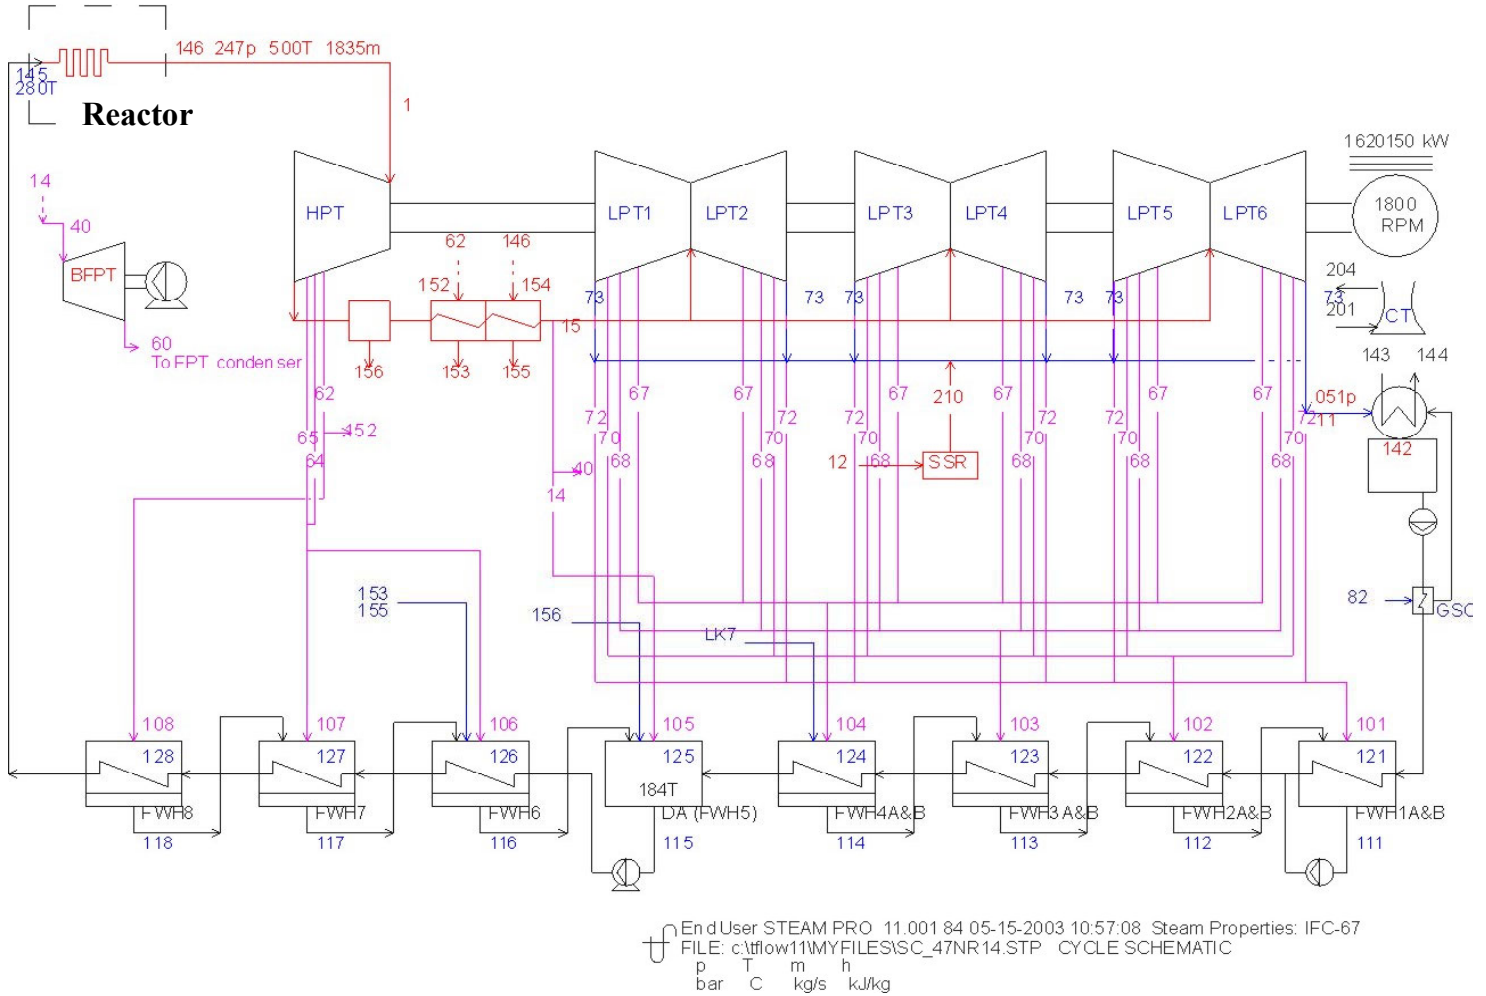 146 247p 500T 1835m
145
280T
Reactor
1
1620150 kW
14
40
HPT
LPT1
LPT2
LPT3
LPT4
LPT5
LPT6
1800
RPM
BFPT
62
146
152
154
73
73
73
73
73
73
204
201
CT
15
60
To FPT condenser
156
153
155
143
144
62
67
67
67
67
67
67
210
051p
11
72
72
72
72
72
72
65
152
70
70
70
70
70
70
64
68
68
68
68
68
68
40
14
12
SSR
142
153
155
156
LK7
82
GSC
108
107
106
105
104
103
102
101
128
127
126
125
124
123
122
121
184T
FWH8
FWH7
FWH6
DA (FWH5)
FWH4A&B
FWH3A&B
FWH2A&B
FWH1A&B
118
117
116
115
114
113
112
111
End User STEAM PRO 11.001 84 05-15-2003 10:57:08 Steam Properties: IFC-67
FILE: c:\tflow11\MYFILES\SC_47NR14.STP CYCLE SCHEMATIC
p T m h
bar C kg/s kJ/kg